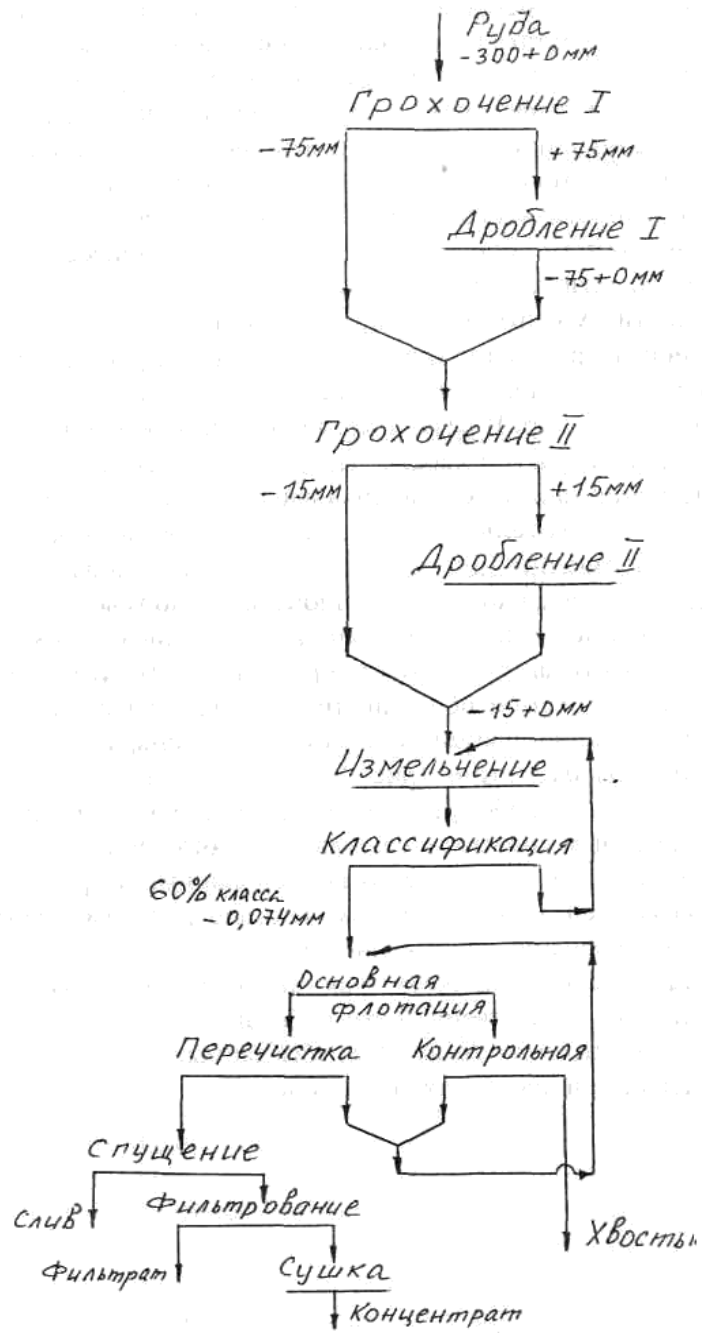 Руда
-300+0мм
Грохочение I
-75мм
+75мм
Дробление I
-75+0мм
Грохочение II
-15мм
+15мм
Дробление II
-15+0мм
Измельчение
Классификация
60% класса
-0,074мм
Основная
флотация
Перечистка
Контрольная
Спущение
Слив
Фильтрование
Хвосты
Фильтрат
Сушка
Концентрат